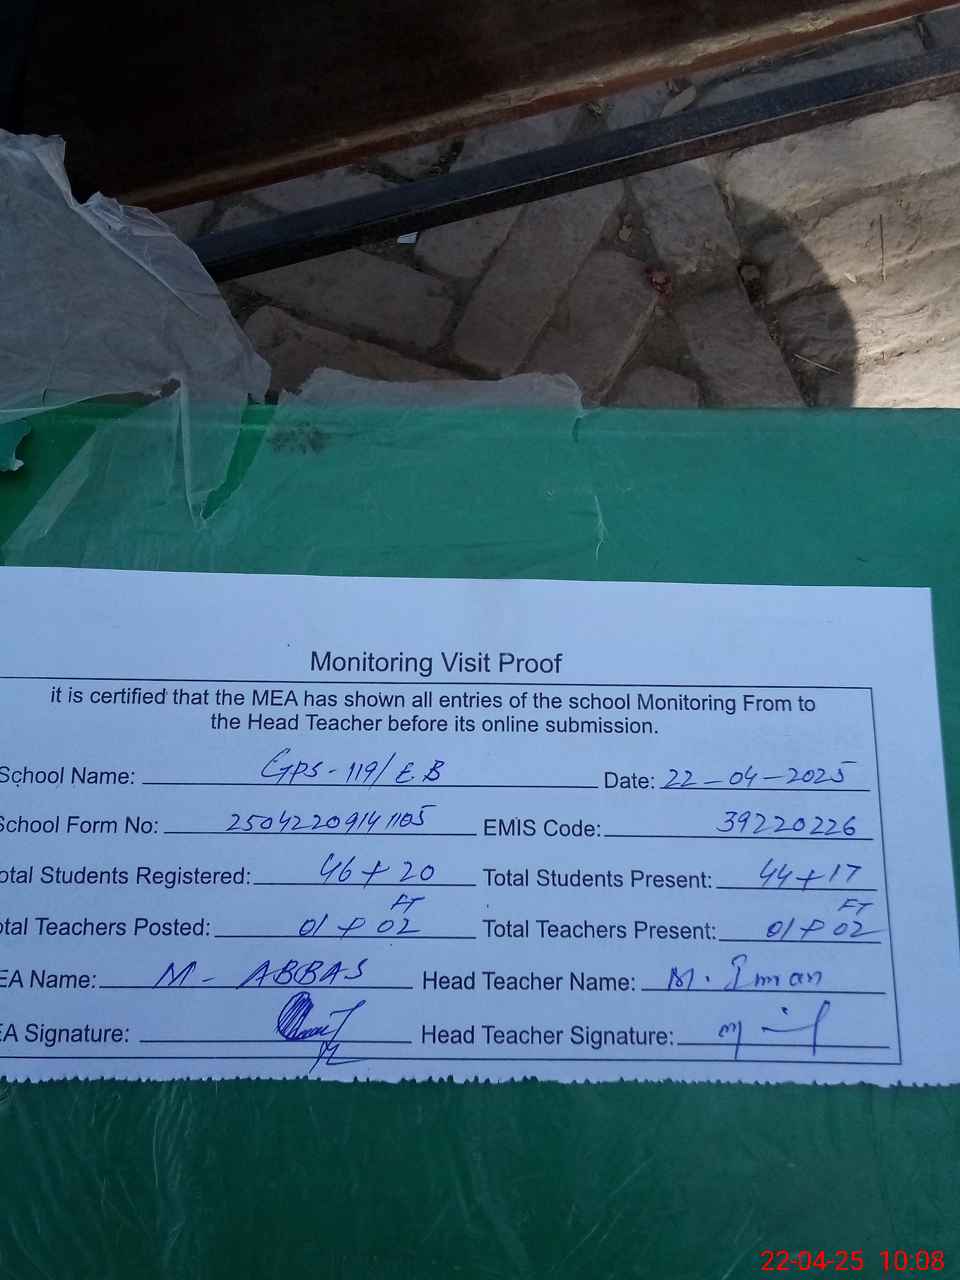 Monitoring Visit Proof
it is certified that the MEA has shown all entries of the school Monitoring From to
the Head Teacher before its online submission.
School Name: GPS-119/E.B Date: 22-04-2025
School Form No: 25042209141105 EMIS Code: 39220226
otal Students Registered: 46+20 Total Students Present: 44+17
FT FT
otal Teachers Posted: 01+02 Total Teachers Present: 01+02
EA Name: M- ABBAS Head Teacher Name: M. Iman
EA Signature: Head Teacher Signature:
22-04-25 10:08